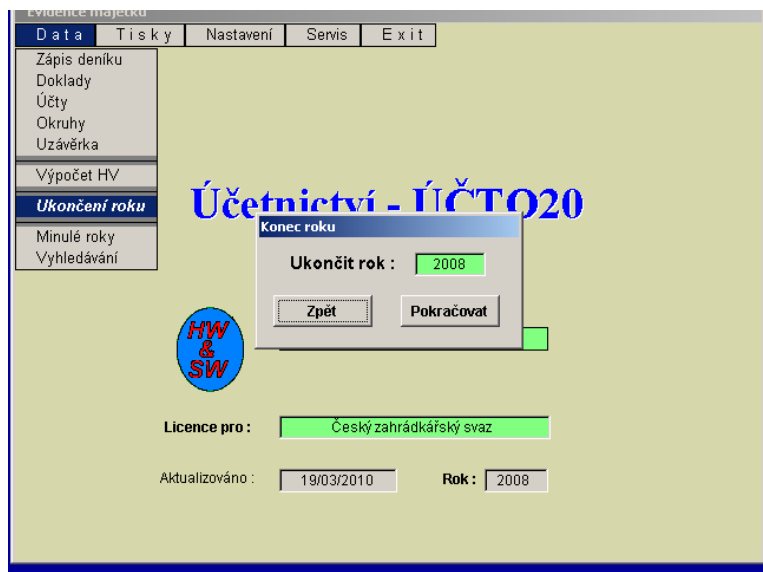 Evidence majetku
Data Tisky Nastavení Servis Exit
Zápis deníku
Doklady
Účty
Okruhy
Uzávěrka
Výpočet HV
Ukončení roku
Minulé roky
Vyhledávání
Účetnictví - ÚČTO20
Konec roku
Ukončit rok : 2008
Zpět Pokračovat
HW
&
SW
Licence pro : Český zahrádkářský svaz
Aktualizováno : 19/03/2010 Rok : 2008